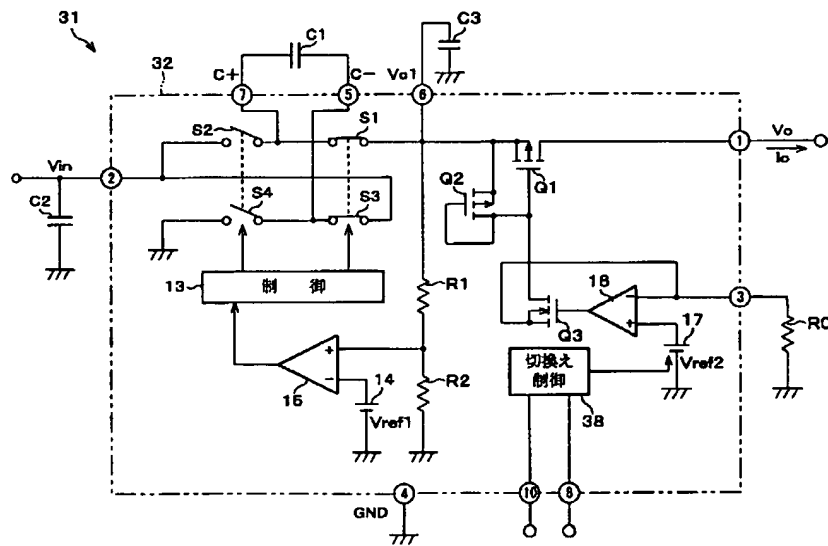 31
32
C+
C1
C-
Vo1
C3
7
5
6
S2
S1
1
Vo
Io
Vin
2
Q2
Q1
C2
S4
S3
13
制 御
R1
18
3
17
R0
Q3
Vref2
切換え
制御
38
15
14
R2
Vref1
4
GND
10
8
+
-
-
+